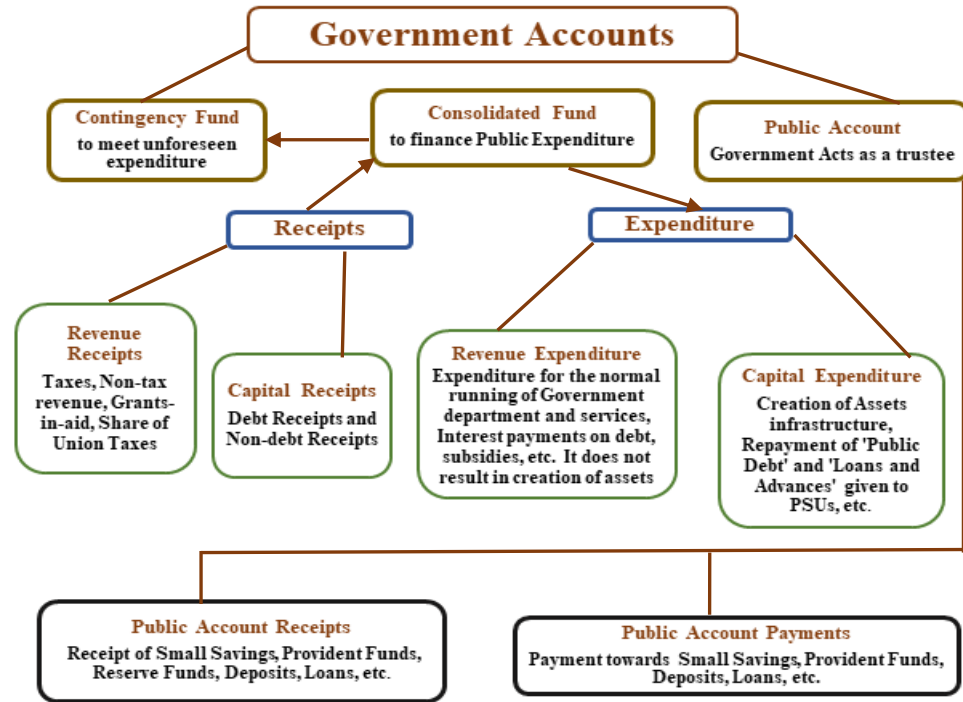 Government Accounts
Contingency Fund
to meet unforeseen
expenditure
Consolidated Fund
to finance Public Expenditure
Public Account
Government Acts as a trustee
Receipts
Expenditure
Revenue
Receipts
Taxes, Non-tax
revenue, Grants-
in-aid, Share of
Union Taxes
Capital Receipts
Debt Receipts and
Non-debt Receipts
Revenue Expenditure
Expenditure for the normal
running of Government
department and services,
Interest payments on debt,
subsidies, etc. It does not
result in creation of assets
Capital Expenditure
Creation of Assets
infrastructure,
Repayment of 'Public
Debt' and 'Loans and
Advances' given to
PSUs, etc.
Public Account Receipts
Receipt of Small Savings, Provident Funds,
Reserve Funds, Deposits, Loans, etc.
Public Account Payments
Payment towards Small Savings, Provident Funds,
Deposits, Loans, etc.